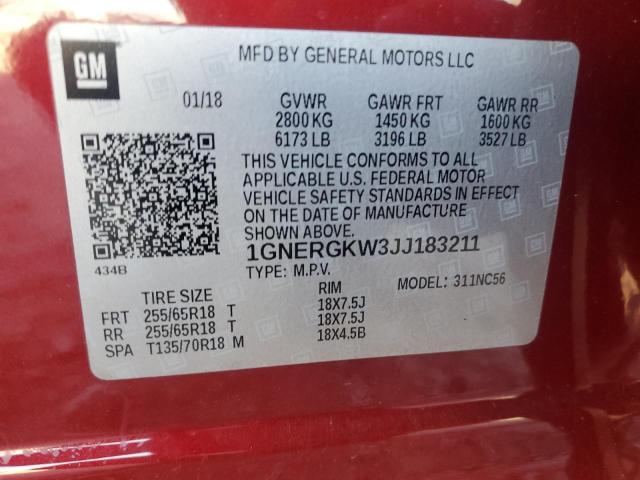 GM
MFD BY GENERAL MOTORS LLC
01/18 GVWR GAWR FRT GAWR RR
2800 KG 1450 KG 1600 KG
6173 LB 3196 LB 3527 LB
THIS VEHICLE CONFORMS TO ALL
APPLICABLE U.S. FEDERAL MOTOR
VEHICLE SAFETY STANDARDS IN EFFECT
ON THE DATE OF MANUFACTURE
SHOWN ABOVE.
434B 1GNERGKW3JJ183211
TYPE: M.P.V. MODEL: 311NC56
TIRE SIZE RIM
FRT 255/65R18 T 18X7.5J
RR 255/65R18 T 18X7.5J
SPA T135/70R18 M 18X4.5B